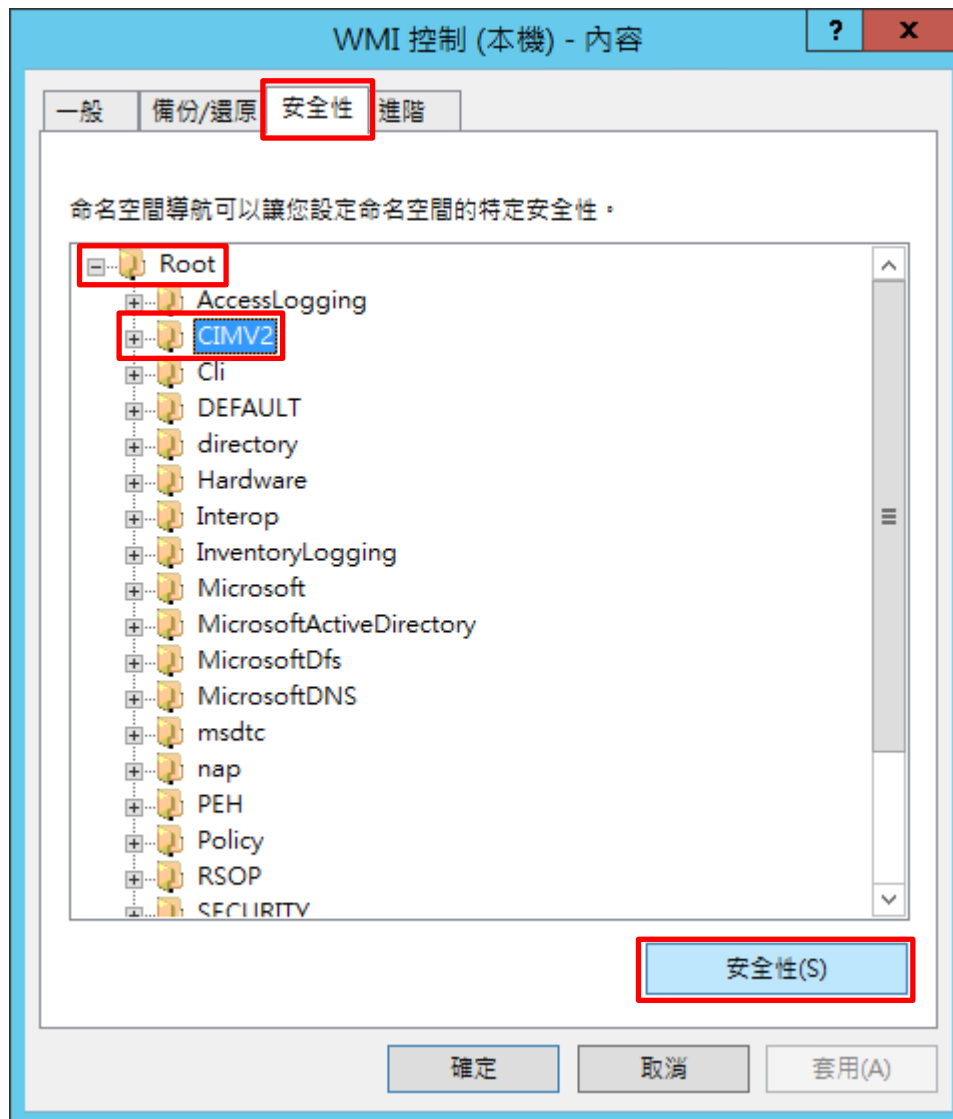 WMI 控制 (本機) - 內容
?
x
一般 備份/還原 安全性 進階
命名空間導航可以讓您設定命名空間的特定安全性。
Root
AccessLogging
CIMV2
Cli
DEFAULT
directory
Hardware
Interop
InventoryLogging
Microsoft
MicrosoftActiveDirectory
MicrosoftDfs
MicrosoftDNS
msdtc
nap
PEH
Policy
RSOP
SECURITY
安全性(S)
確定 取消 套用(A)